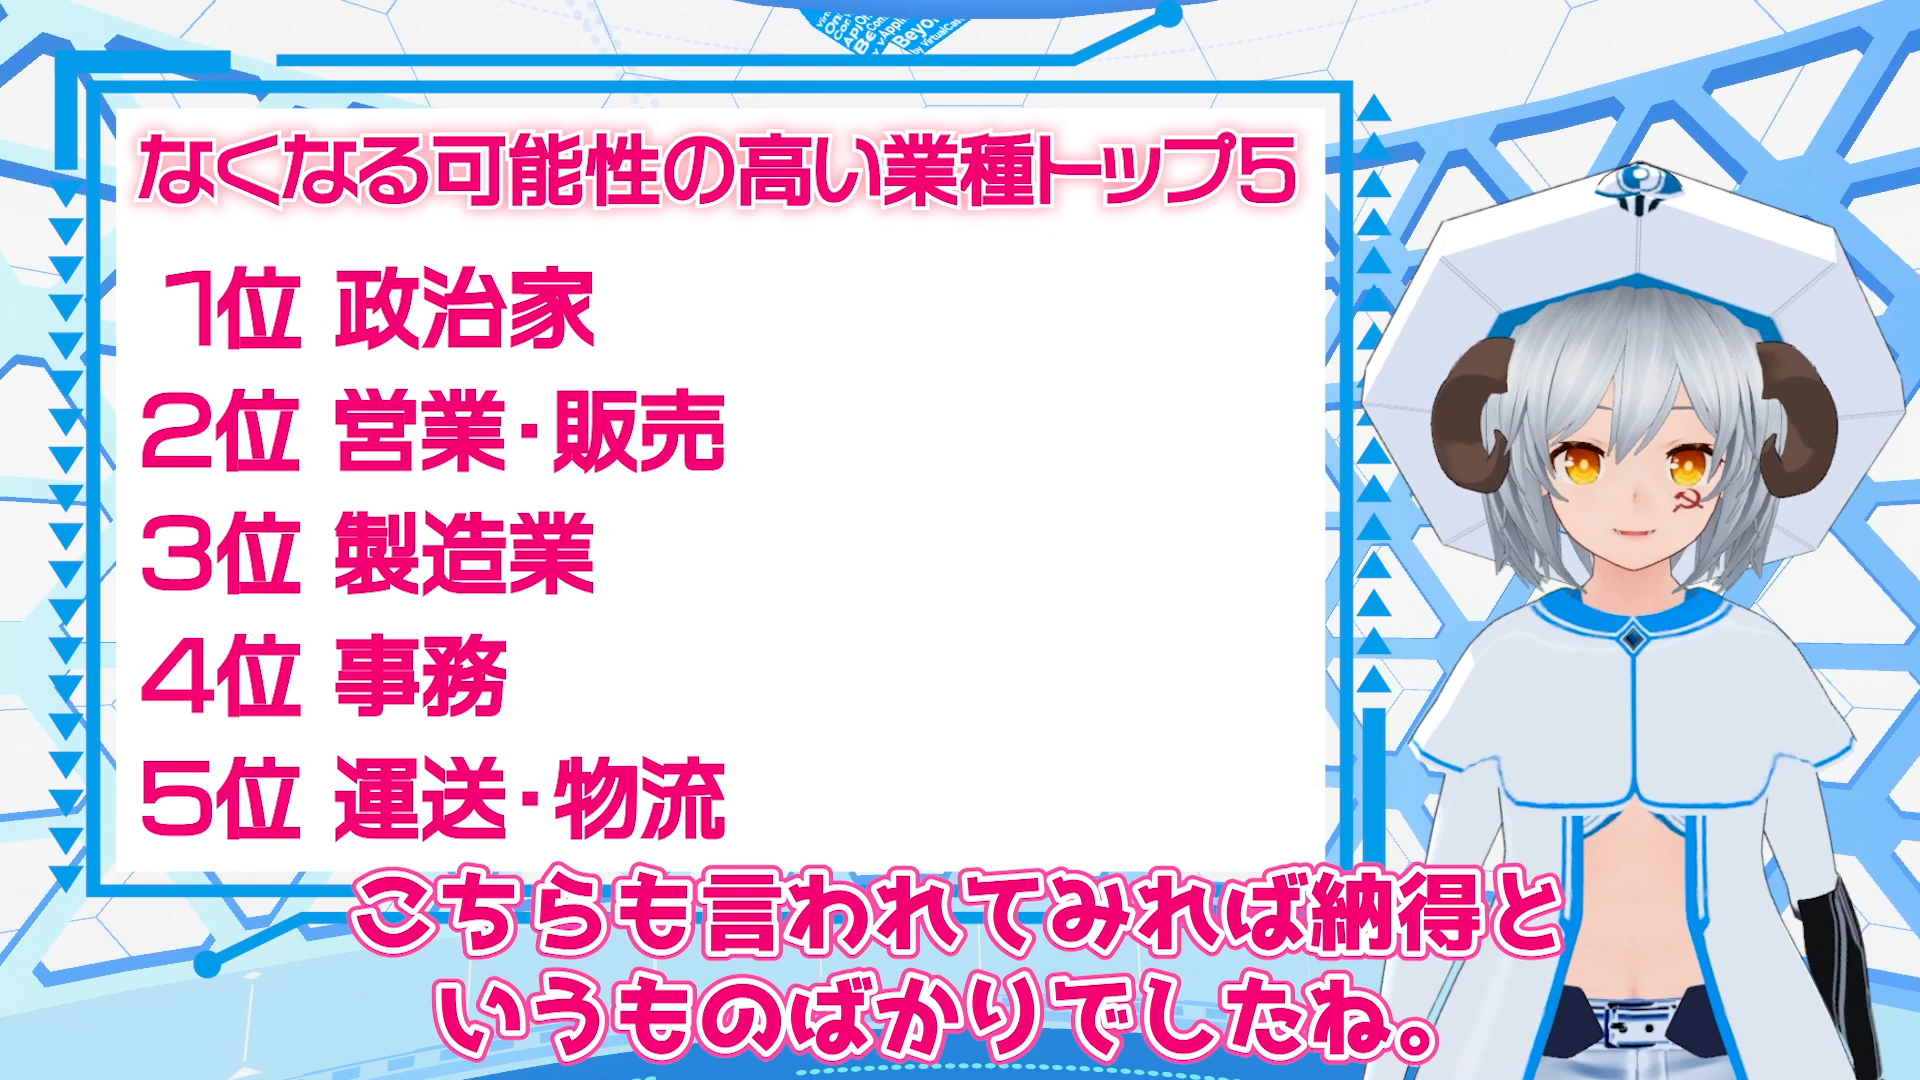 なくなる可能性の高い業種トップ5
1位 政治家
2位 営業・販売
3位 製造業
4位 事務
5位 運送・物流
こちらも言われてみれば納得と
いうものばかりでしたね。